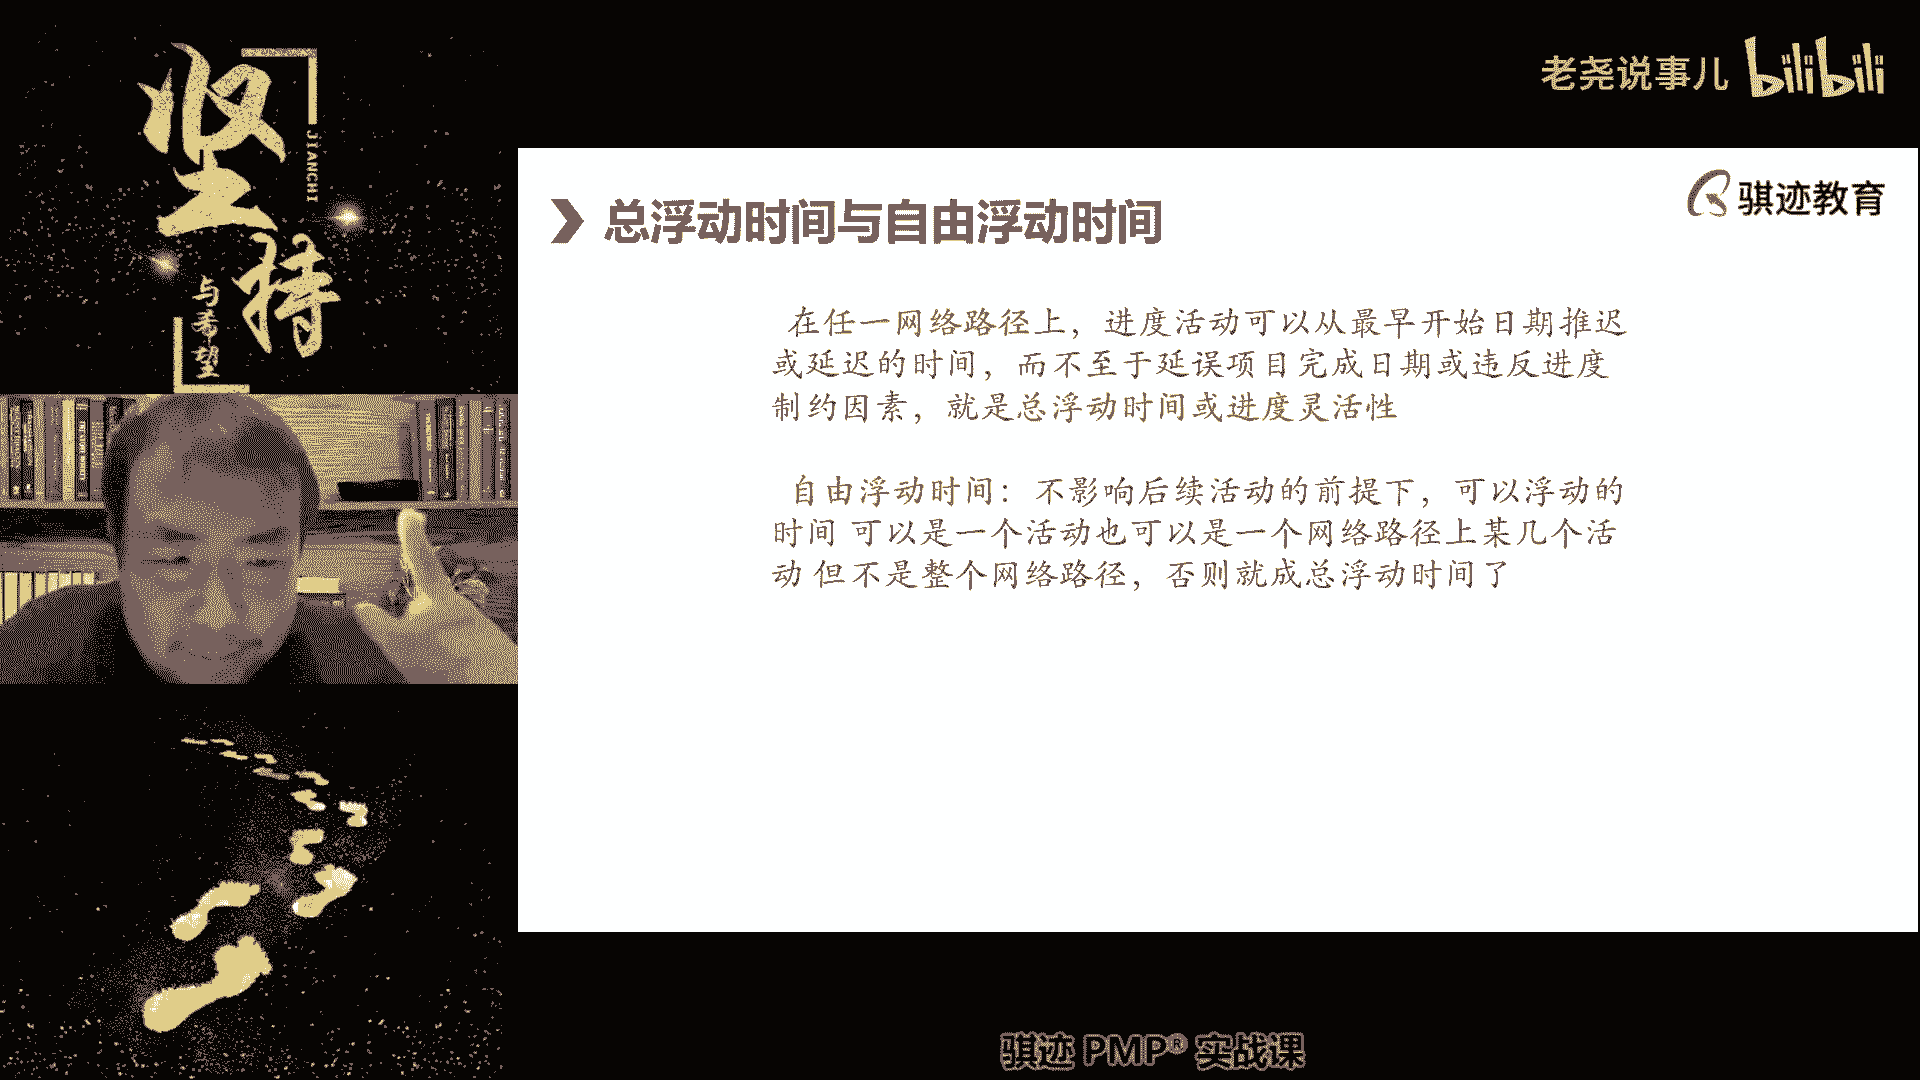 坚持
JIANCHI
与希望
老尧说事儿 bilibili
骐迹教育
总浮动时间与自由浮动时间
在任一网络路径上，进度活动可以从最早开始日期推迟
或延迟的时间，而不至于延误项目完成日期或违反进度
制约因素，就是总浮动时间或进度灵活性
自由浮动时间：不影响后续活动的前提下，可以浮动的
时间 可以是一个活动也可以是一个网络路径上某几个活
动 但不是整个网络路径，否则就成总浮动时间了
骐迹 PMP® 实战课